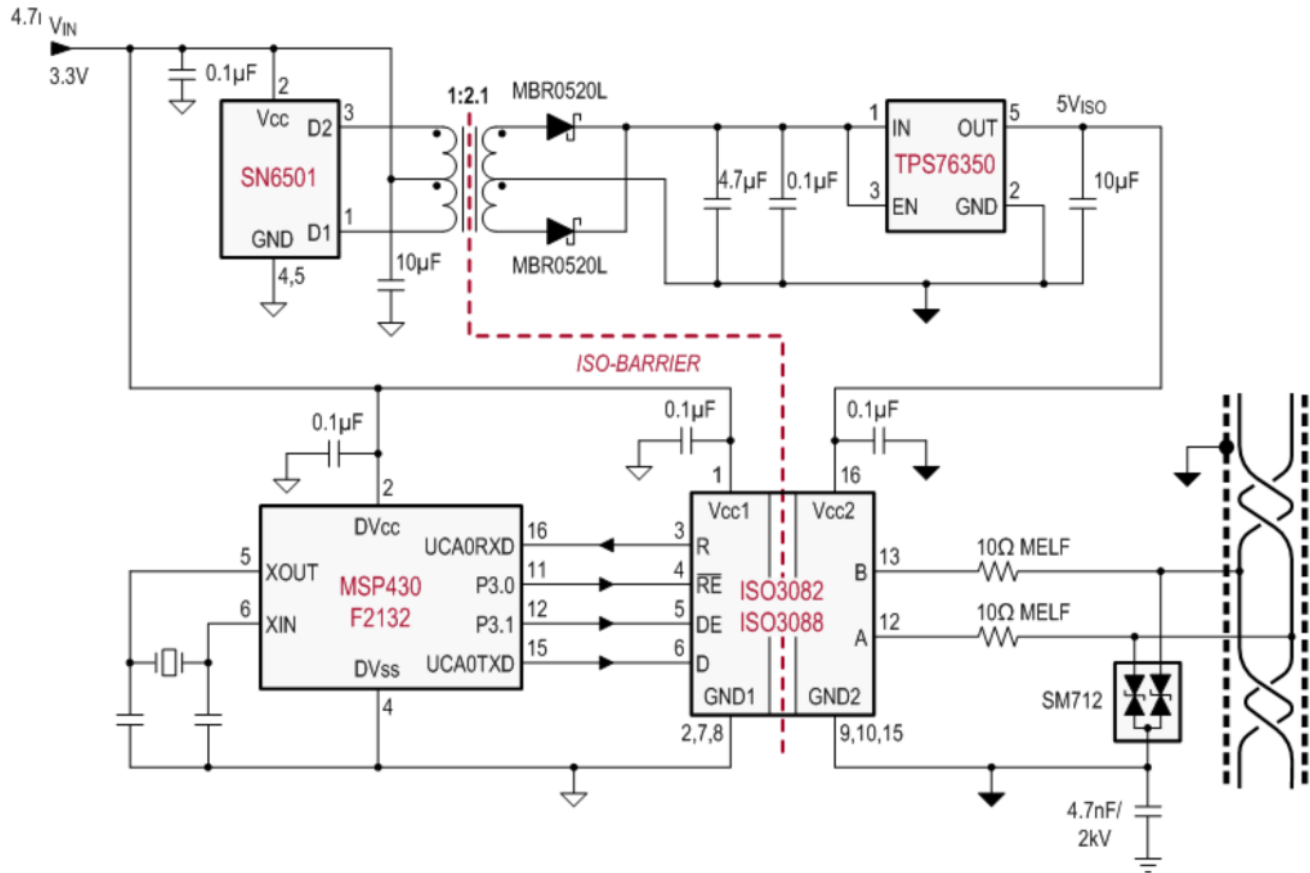 4.7
VIN
3.3V
0.1µF
2
Vcc
D2
3
SN6501
GND
D1
1
4,5
10µF
1:2.1
MBR0520L
MBR0520L
4.7µF
0.1µF
1
IN
OUT
5
TPS76350
3
EN
GND
2
5VISO
10µF
ISO-BARRIER
0.1µF
0.1µF
0.1µF
2
DVcc
5
XOUT
6
XIN
MSP430
F2132
UCA0RXD
16
P3.0
11
P3.1
12
UCA0TXD
15
DVss
4
1
16
Vcc1
Vcc2
3
R
4
RE
5
DE
6
D
ISO3082
ISO3088
B
13
A
12
GND1
GND2
2,7,8
9,10,15
10Ω MELF
10Ω MELF
SM712
4.7nF/
2kV